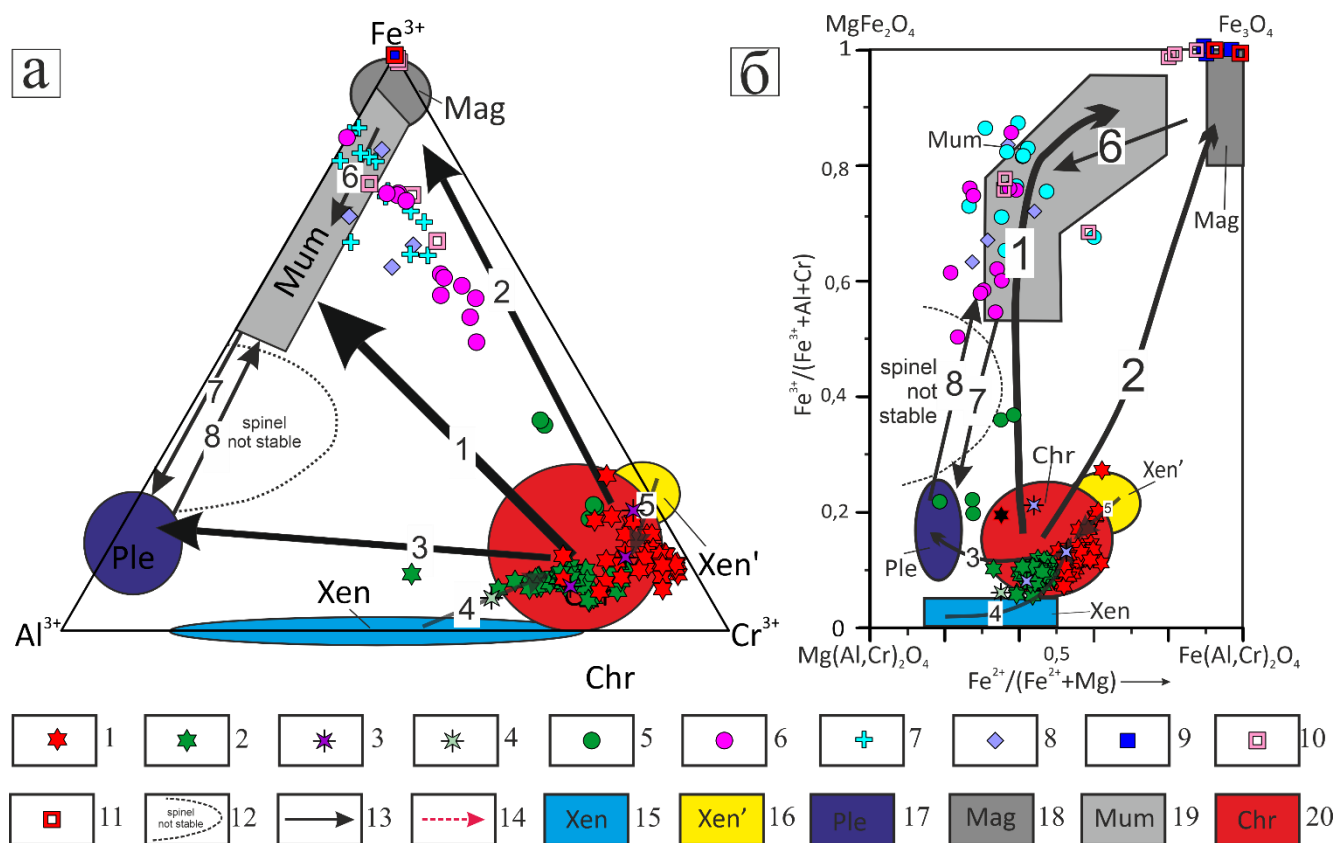 а
Fe³⁺
Mag
6
Mum
2
7
8
spinel
not stable
1
5
Ple
3
Xen'
Xen
4
Al³⁺
Cr³⁺
Chr
б
MgFe₂O₄
Fe₃O₄
1
Mum
6
0,8
Mag
1
Fe³⁺/(Fe³⁺+Al+Cr)
0,6
2
spinel
not
stable
8
7
0,4
Chr
Xen'
5
0,2
Ple
3
4
Xen
0
Mg(Al,Cr)₂O₄
0,5
Fe(Al,Cr)₂O₄
Fe²⁺/(Fe²⁺+Mg)
1
2
3
4
5
6
7
8
9
10
11
spinel
not stable
12
13
14
Xen
15
Xen'
16
Ple
17
Mag
18
Mum
19
Chr
20